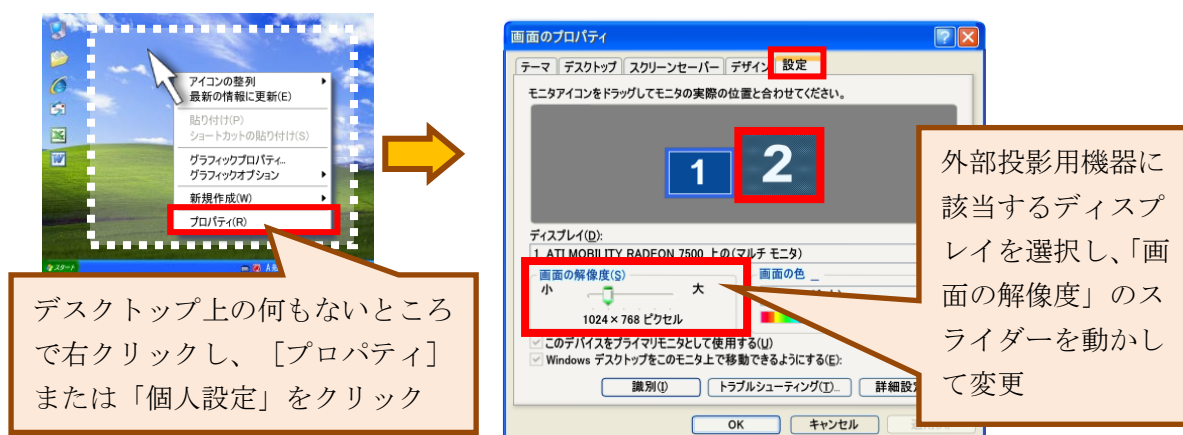 アイコンの整列
最新の情報に更新(E)
貼り付け(P)
ショートカットの貼り付け(S)
グラフィックプロパティ...
グラフィックオプション
新規作成(W)
プロパティ(R)
スタート
デスクトップ上の何もないところ
で右クリックし、［プロパティ］
または「個人設定」をクリック
画面のプロパティ
テーマ デスクトップ スクリーンセーバー デザイン 設定
モニタアイコンをドラッグしてモニタの実際の位置と合わせてください。
1 2
ディスプレイ(D):
1. ATI MOBILITY RADEON 7500 上の(マルチ モニタ)
画面の解像度(S) 画面の色
小 大
1024 × 768 ピクセル
このデバイスをプライマリモニタとして使用する(U)
Windows デスクトップをこのモニタ上で移動できるようにする(E):
識別(I) トラブルシューティング(T)... 詳細設
OK キャンセル
外部投影用機器に
該当するディスプ
レイを選択し、「画
面の解像度」のス
ライダーを動かし
て変更